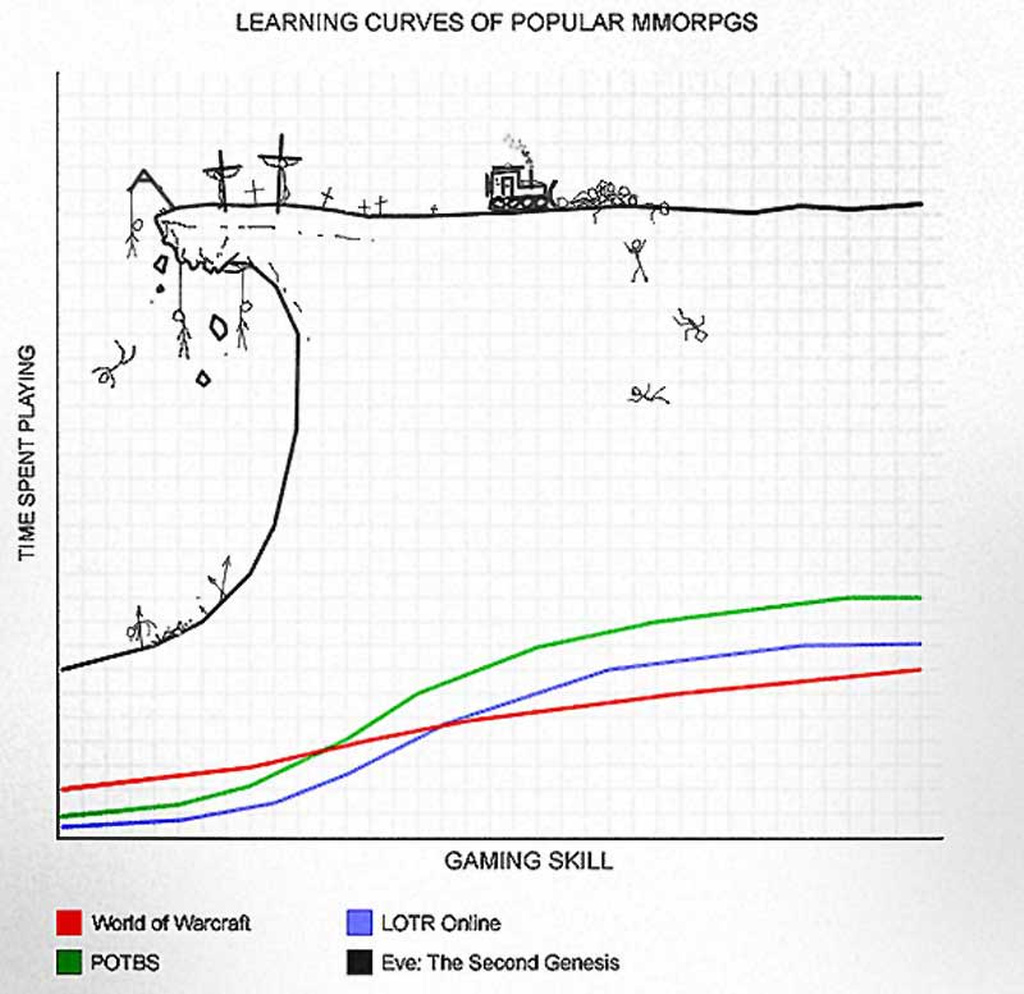 LEARNING CURVES OF POPULAR MMORPGS
TIME SPENT PLAYING
GAMING SKILL
World of Warcraft
LOTR Online
POTBS
Eve: The Second Genesis